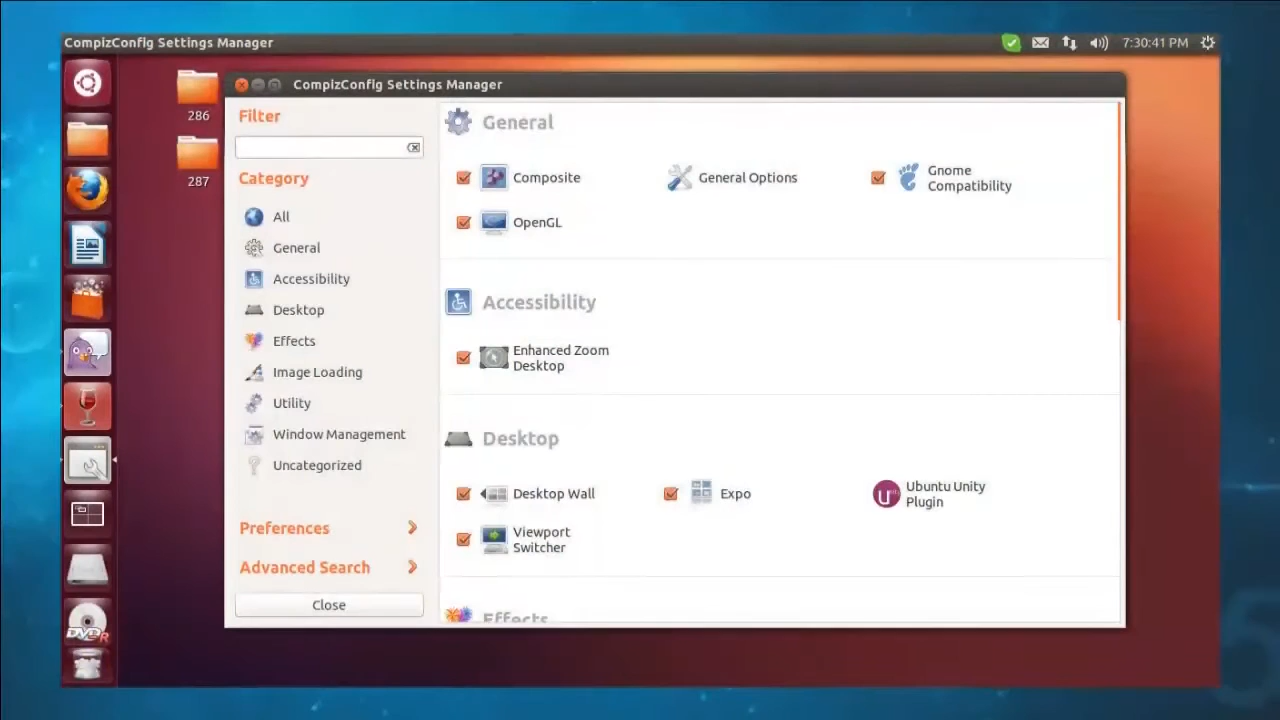 CompizConfig Settings Manager
7:30:41 PM
286
287
CompizConfig Settings Manager
Filter
Category
All
General
Accessibility
Desktop
Effects
Image Loading
Utility
Window Management
Uncategorized
Preferences
Advanced Search
Close
General
Composite
General Options
Gnome
Compatibility
OpenGL
Accessibility
Enhanced Zoom
Desktop
Desktop
Desktop Wall
Expo
Ubuntu Unity
Plugin
Viewport
Switcher
Effects
DVD R